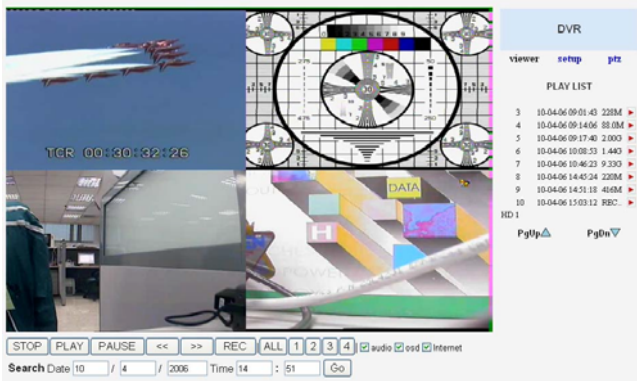 TCR 00:30:32:26
DATA
H
DVR
viewer setup ptz
PLAY LIST
3 10-04-06 09:01:43 228M
4 10-04-06 09:14:06 88.0M
5 10-04-06 09:17:40 2.00G
6 10-04-06 10:08:53 1.44G
7 10-04-06 10:46:23 9.33G
8 10-04-06 14:45:24 220M
9 10-04-06 14:51:18 416M
10 10-04-06 15:03:12 REC..
HD 1
PgUp PgDn
STOP PLAY PAUSE << >> REC ALL 1 2 3 4 audio osd Internet
Search Date 10 / 4 / 2006 Time 14 : 51 Go